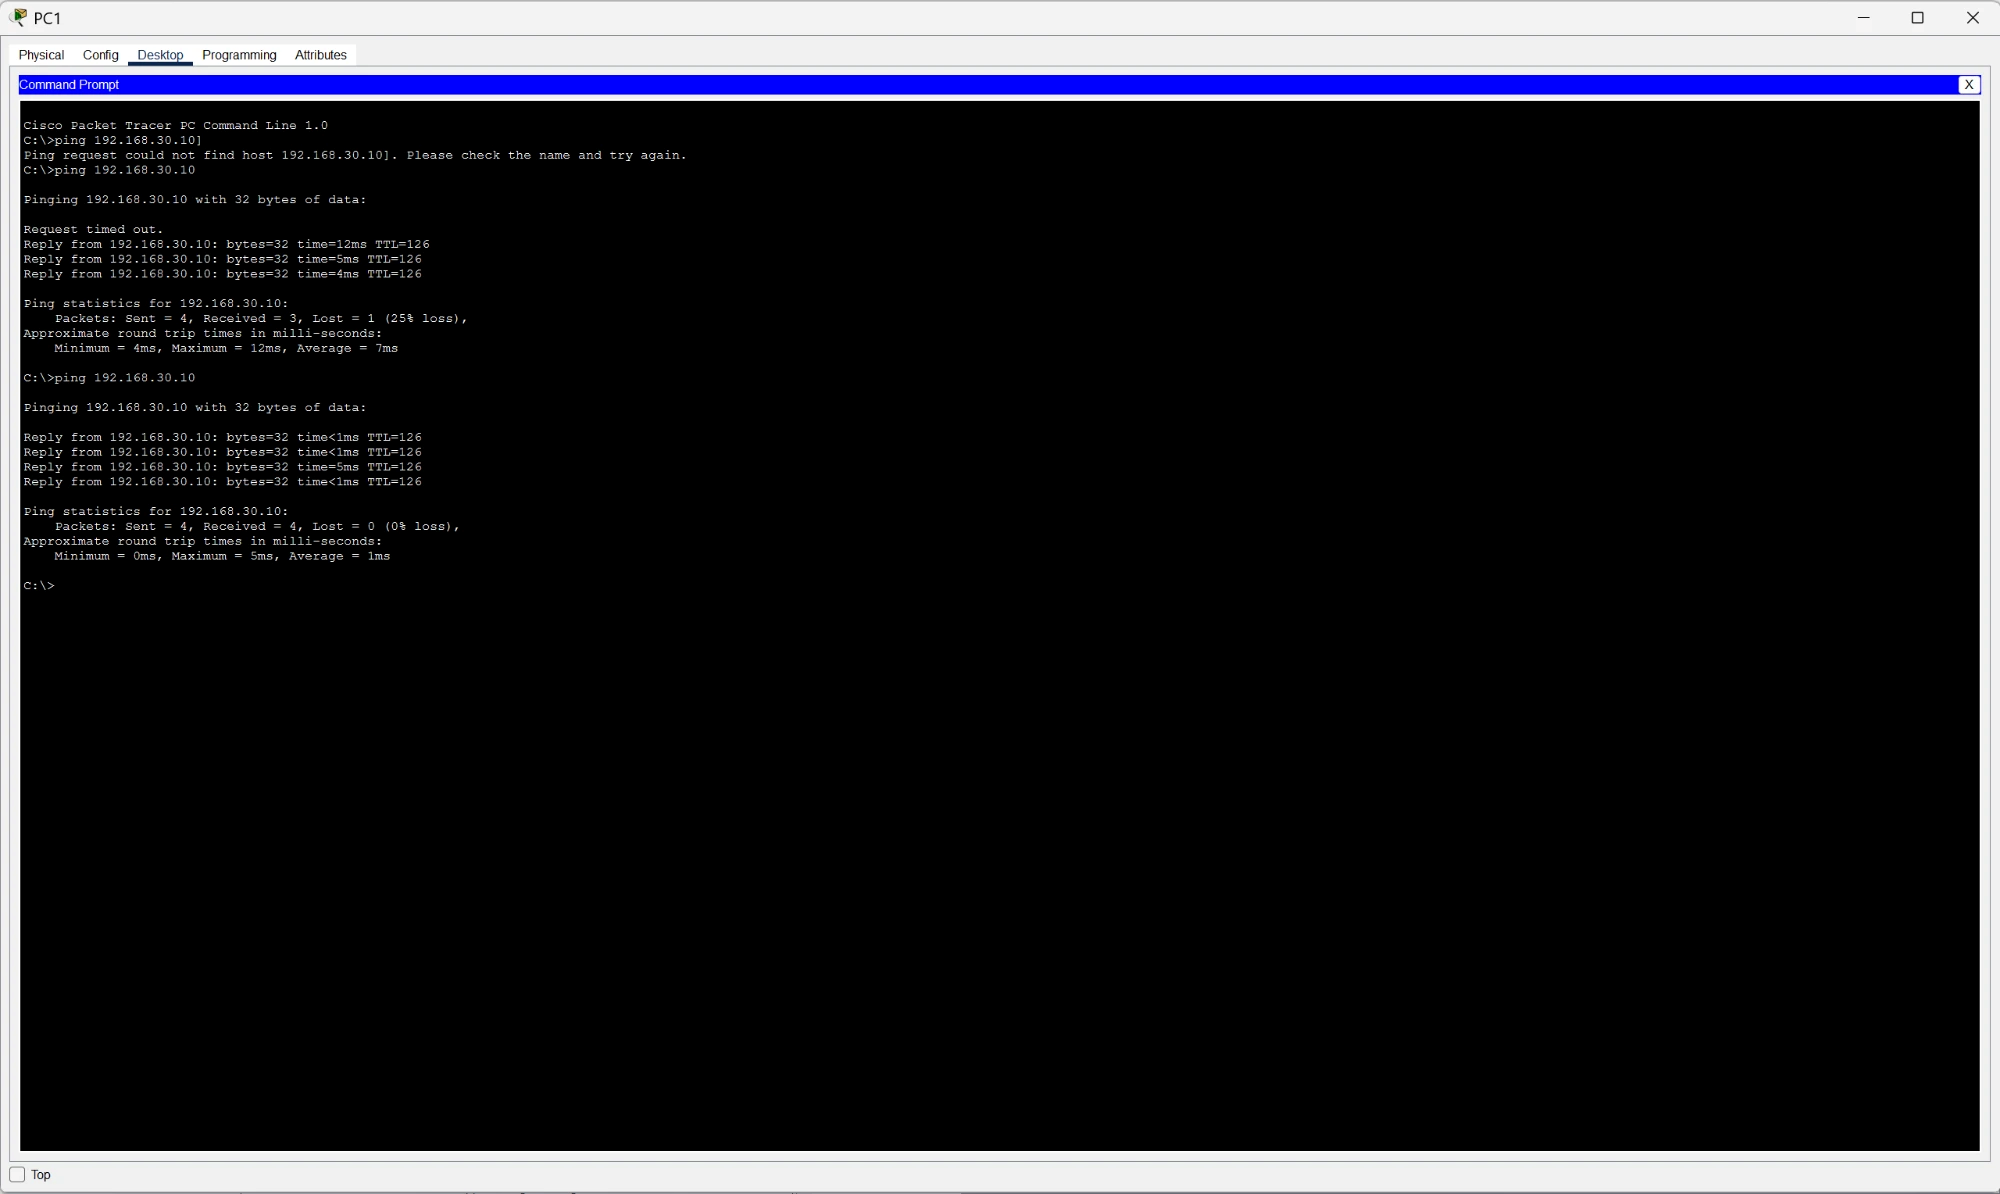 PC1
Physical Config Desktop Programming Attributes
Command Prompt X
Cisco Packet Tracer PC Command Line 1.0
C:\>ping 192.168.30.10]
Ping request could not find host 192.168.30.10]. Please check the name and try again.
C:\>ping 192.168.30.10
Pinging 192.168.30.10 with 32 bytes of data:
Request timed out.
Reply from 192.168.30.10: bytes=32 time=12ms TTL=126
Reply from 192.168.30.10: bytes=32 time=5ms TTL=126
Reply from 192.168.30.10: bytes=32 time=4ms TTL=126
Ping statistics for 192.168.30.10:
    Packets: Sent = 4, Received = 3, Lost = 1 (25% loss),
Approximate round trip times in milli-seconds:
    Minimum = 4ms, Maximum = 12ms, Average = 7ms
C:\>ping 192.168.30.10
Pinging 192.168.30.10 with 32 bytes of data:
Reply from 192.168.30.10: bytes=32 time<1ms TTL=126
Reply from 192.168.30.10: bytes=32 time<1ms TTL=126
Reply from 192.168.30.10: bytes=32 time=5ms TTL=126
Reply from 192.168.30.10: bytes=32 time<1ms TTL=126
Ping statistics for 192.168.30.10:
    Packets: Sent = 4, Received = 4, Lost = 0 (0% loss),
Approximate round trip times in milli-seconds:
    Minimum = 0ms, Maximum = 5ms, Average = 1ms
C:\>
Top